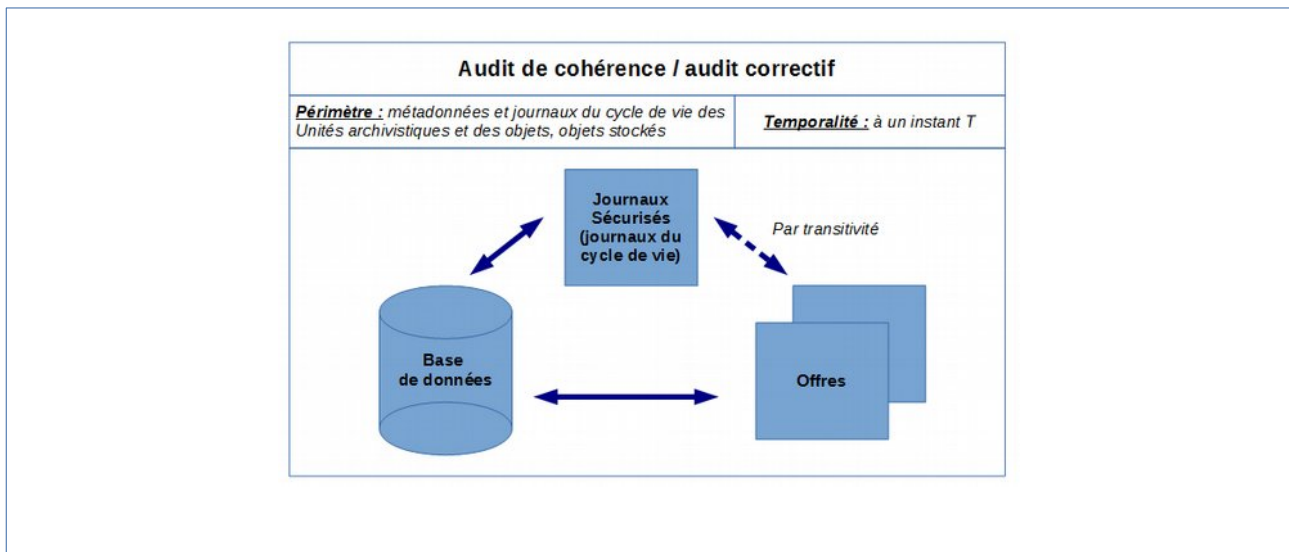 Audit de cohérence / audit correctif
Périmètre : métadonnées et journaux du cycle de vie des
Unités archivistiques et des objets, objets stockés
Temporalité : à un instant T
Journaux
Sécurisés
(journaux du
cycle de vie)
Par transitivité
Base
de données
Offres